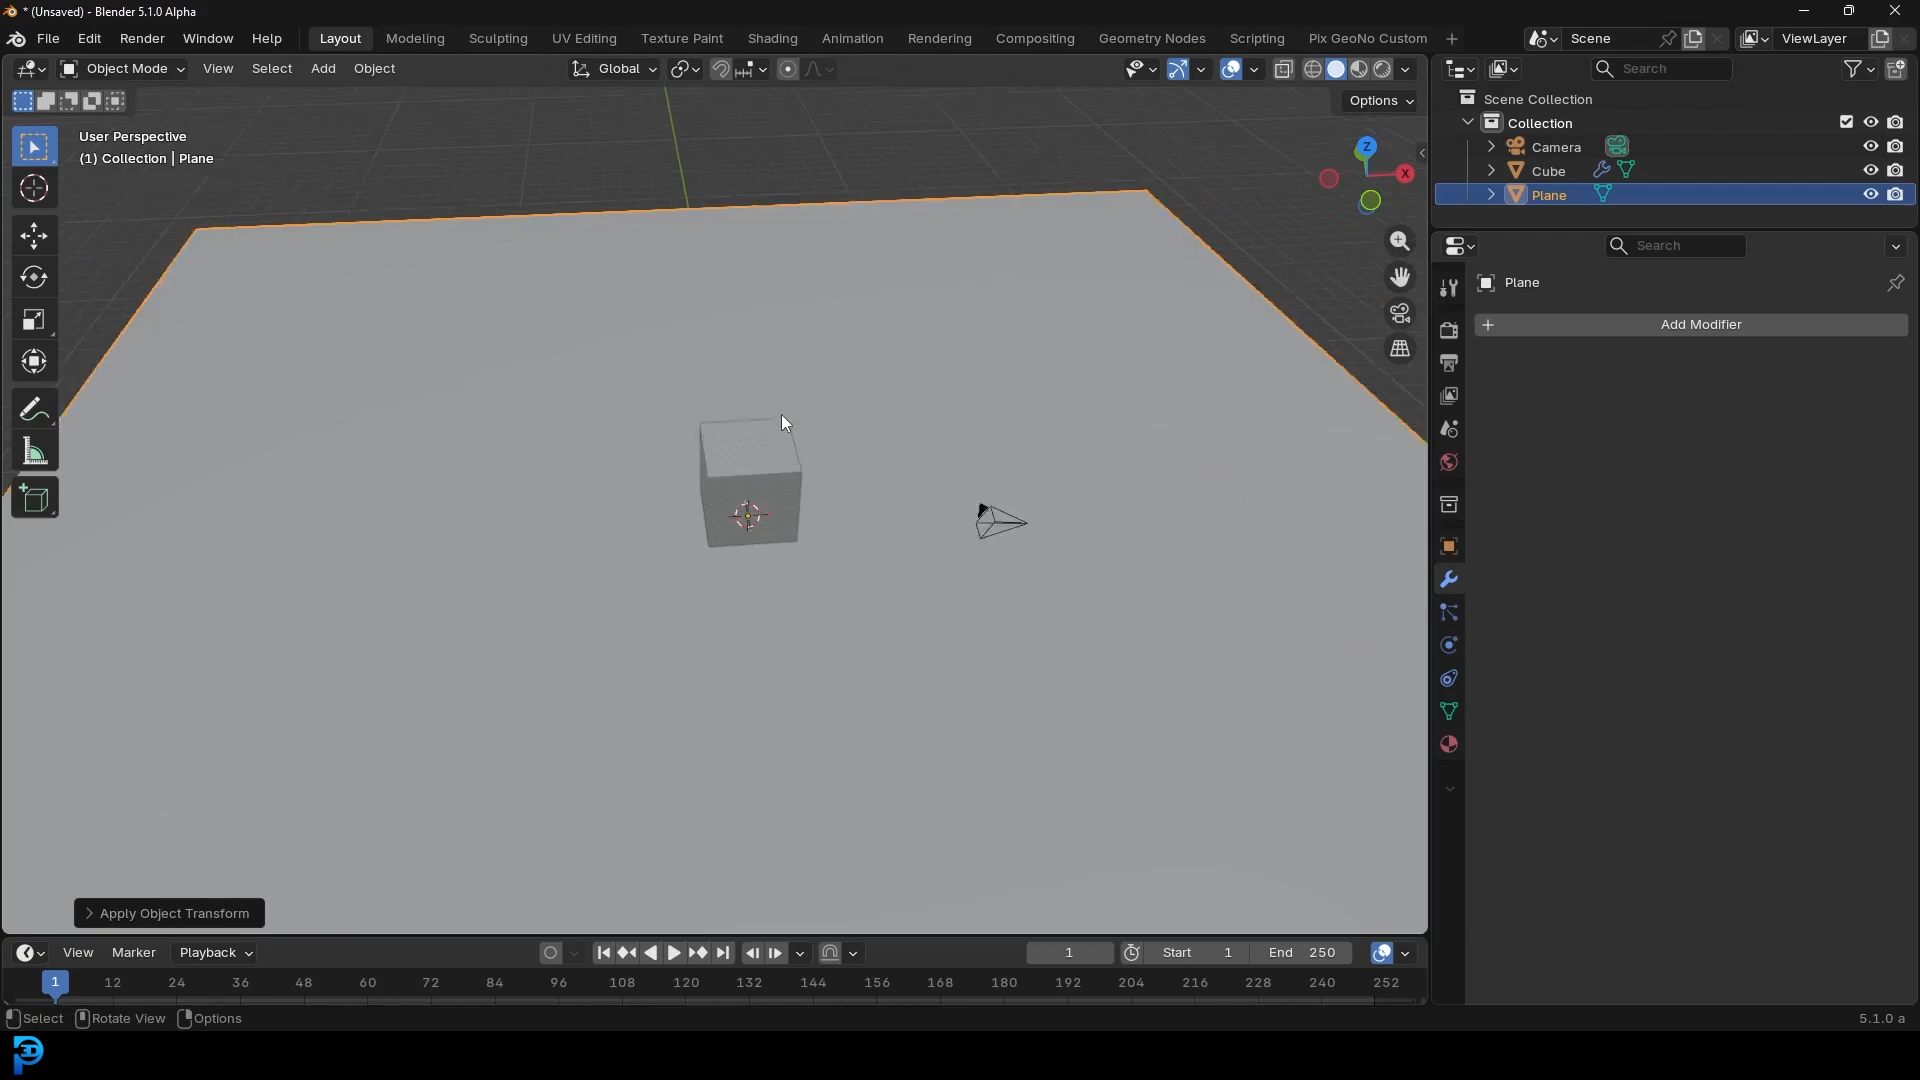 * (Unsaved) - Blender 5.1.0 Alpha
File Edit Render Window Help Layout Modeling Sculpting UV Editing Texture Paint Shading Animation Rendering Compositing Geometry Nodes Scripting Pix GeoNo Custom + Scene ViewLayer
Object Mode View Select Add Object Global Search
Options
Scene Collection
Collection
User Perspective
(1) Collection | Plane
Z
X
Camera
Cube
Plane
Search
Plane
Add Modifier
Apply Object Transform
View Marker Playback 1 Start 1 End 250
1 12 24 36 48 60 72 84 96 108 120 132 144 156 168 180 192 204 216 228 240 252
Select Rotate View Options 5.1.0 a
P3D